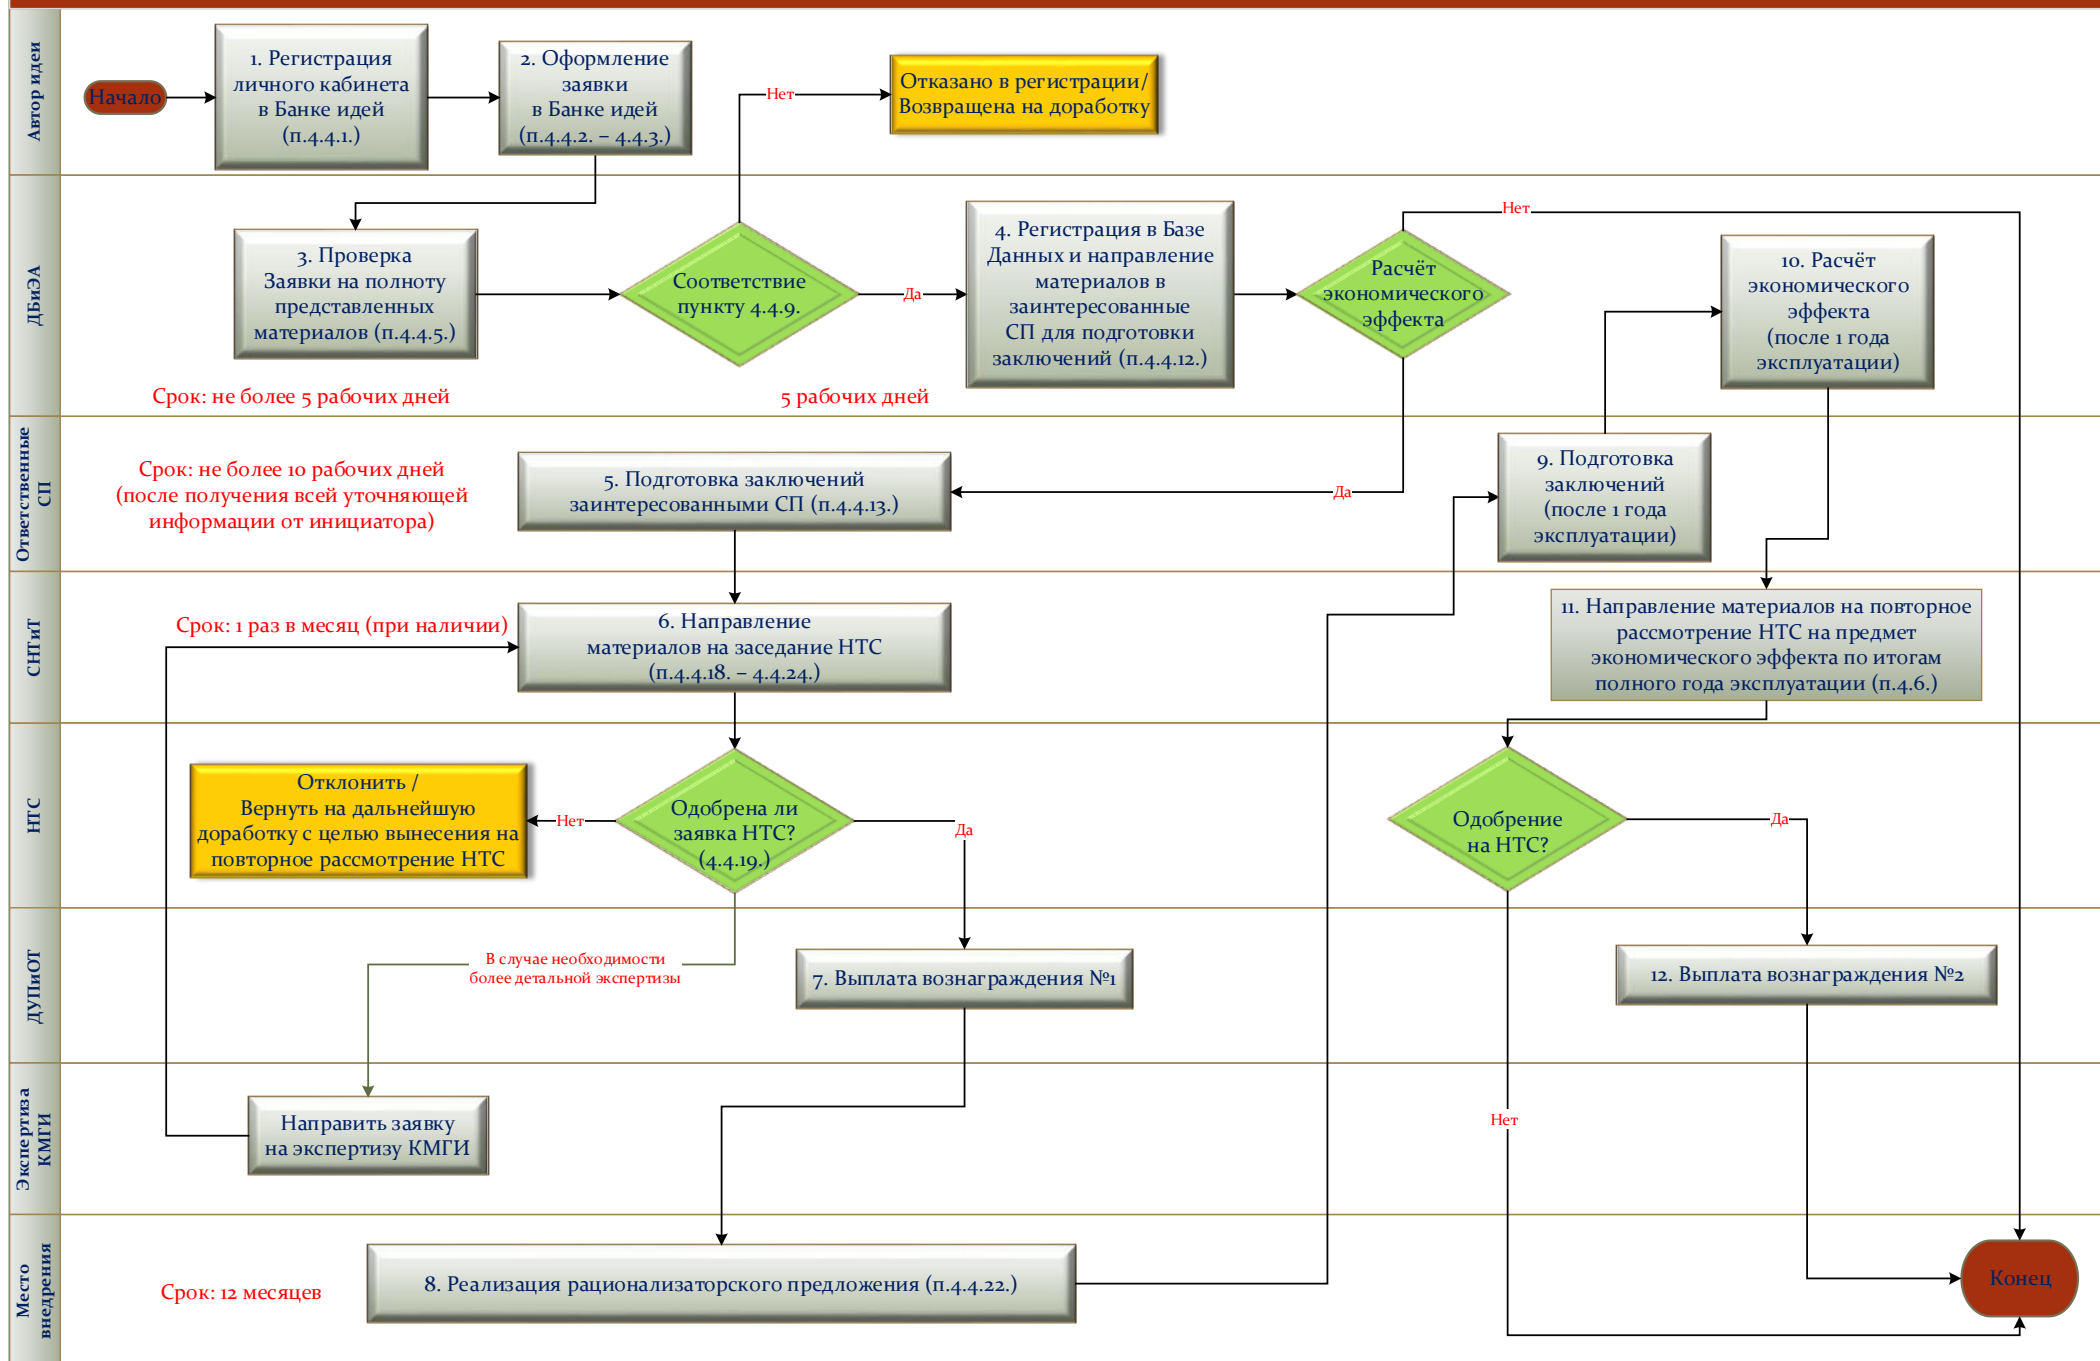 Автор идеи
Начало
1. Регистрация
личного кабинета
в Банке идей
(п.4.4.1.)
2. Оформление
заявки
в Банке идей
(п.4.4.2. – 4.4.3.)
Нет
Отказано в регистрации/
Возвращена на доработку
ДБиЭА
3. Проверка
Заявки на полноту
представленных
материалов (п.4.4.5.)
Соответствие
пункту 4.4.9.
Да
4. Регистрация в Базе
Данных и направление
материалов в
заинтересованные
СП для подготовки
заключений (п.4.4.12.)
Расчёт
экономического
эффекта
Нет
10. Расчёт
экономического
эффекта
(после 1 года
эксплуатации)
Срок: не более 5 рабочих дней
5 рабочих дней
Ответственные
СП
Срок: не более 10 рабочих дней
(после получения всей уточняющей
информации от инициатора)
5. Подготовка заключений
заинтересованными СП (п.4.4.13.)
Да
9. Подготовка
заключений
(после 1 года
эксплуатации)
СНТиТ
Срок: 1 раз в месяц (при наличии)
6. Направление
материалов на заседание НТС
(п.4.4.18. – 4.4.24.)
11. Направление материалов на повторное
рассмотрение НТС на предмет
экономического эффекта по итогам
полного года эксплуатации (п.4.6.)
НТС
Отклонить /
Вернуть на дальнейшую
доработку с целью вынесения на
повторное рассмотрение НТС
Нет
Одобрена ли
заявка НТС?
(4.4.19.)
Да
Одобрение
на НТС?
Да
ДУПиОТ
В случае необходимости
более детальной экспертизы
7. Выплата вознаграждения №1
12. Выплата вознаграждения №2
Экспертиза
КМГИ
Направить заявку
на экспертизу КМГИ
Нет
Место
внедрения
Срок: 12 месяцев
8. Реализация рационализаторского предложения (п.4.4.22.)
Конец